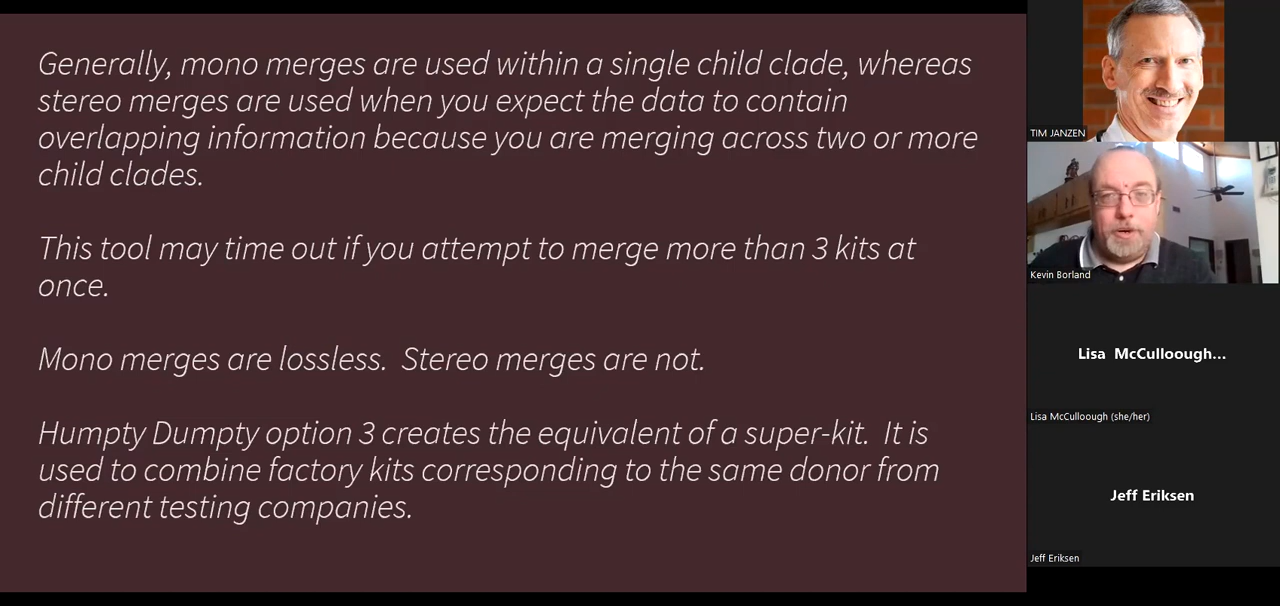 Generally, mono merges are used within a single child clade, whereas
stereo merges are used when you expect the data to contain
overlapping information because you are merging across two or more
child clades.
This tool may time out if you attempt to merge more than 3 kits at
once.
Mono merges are lossless.  Stereo merges are not.
Humpty Dumpty option 3 creates the equivalent of a super-kit.  It is
used to combine factory kits corresponding to the same donor from
different testing companies.
TIM JANZEN
Kevin Borland
Lisa McCulloough...
Lisa McCulloough (she/her)
Jeff Eriksen
Jeff Eriksen